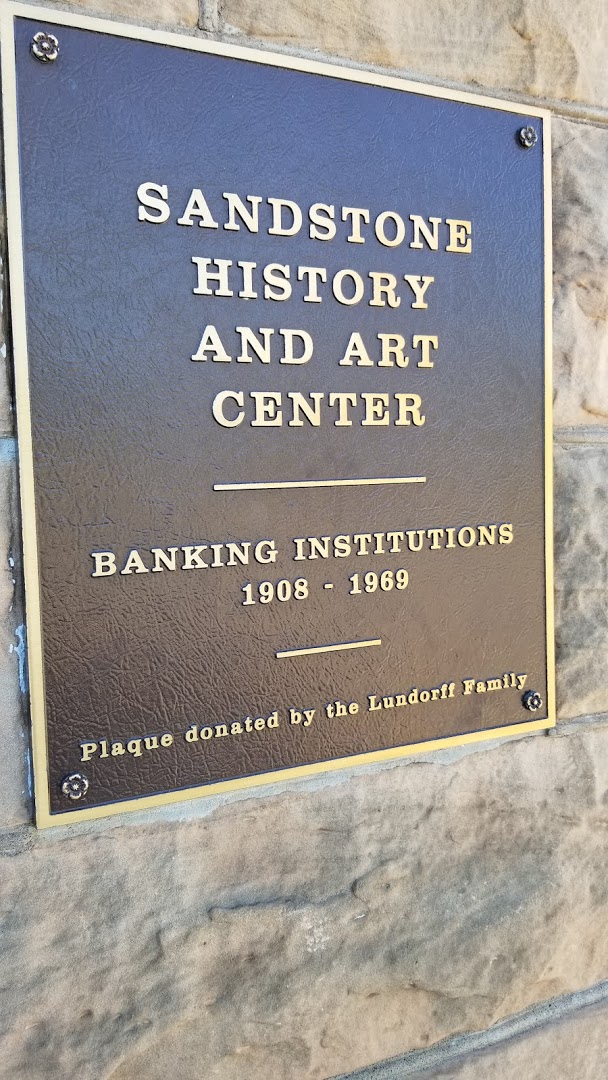 SANDSTONE
HISTORY
AND ART
CENTER
BANKING INSTITUTIONS
1908 - 1969
Plaque donated by the Lundorff Family